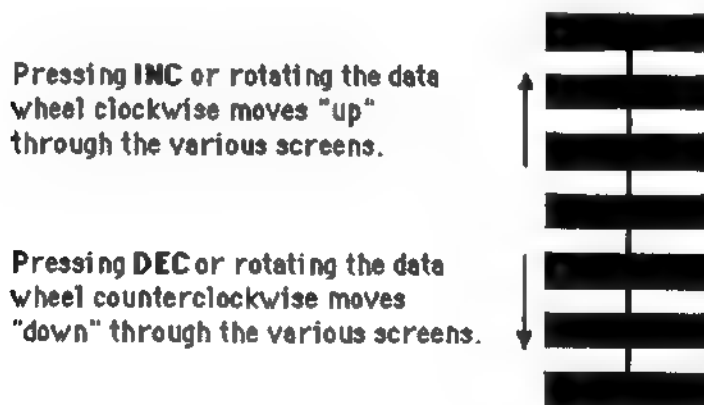 Pressing INC or rotating the data
wheel clockwise moves "up"
through the various screens.
Pressing DEC or rotating the data
wheel counterclockwise moves
"down" through the various screens.